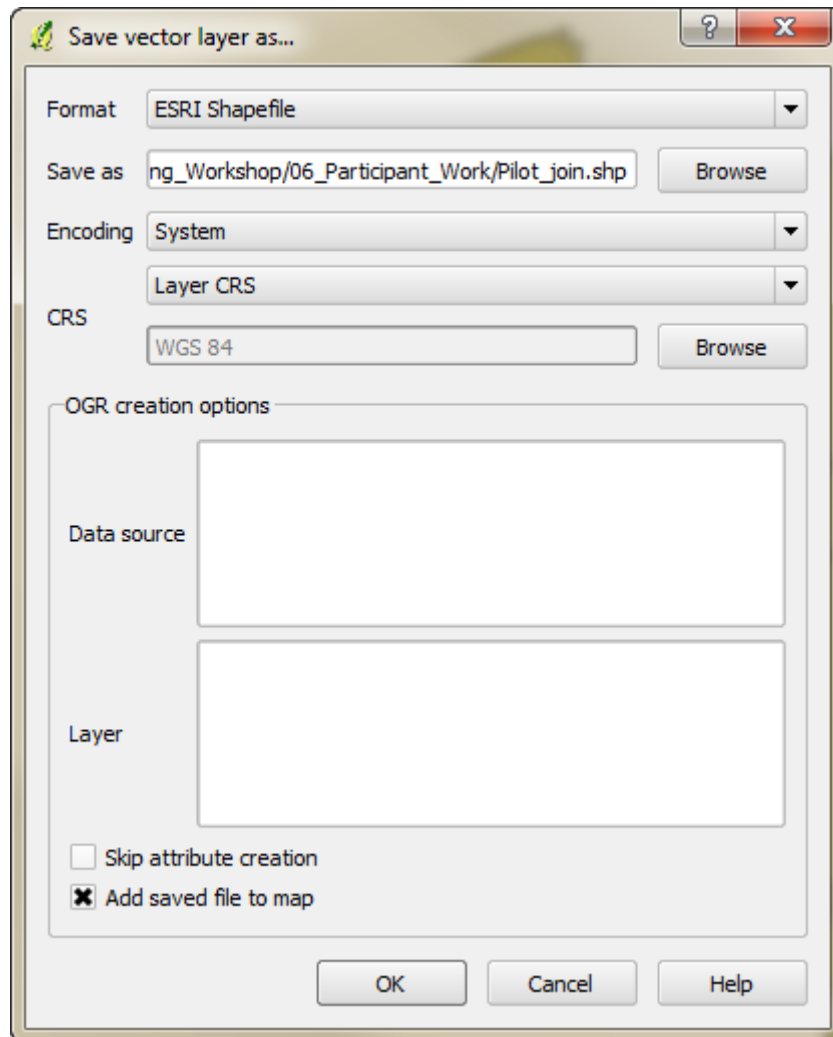 Save vector layer as...
?
Format ESRI Shapefile
Save as ng_Workshop/06_Participant_Work/Pilot_join.shp Browse
Encoding System
Layer CRS
CRS
WGS 84 Browse
OGR creation options
Data source
Layer
Skip attribute creation
Add saved file to map
OK Cancel Help